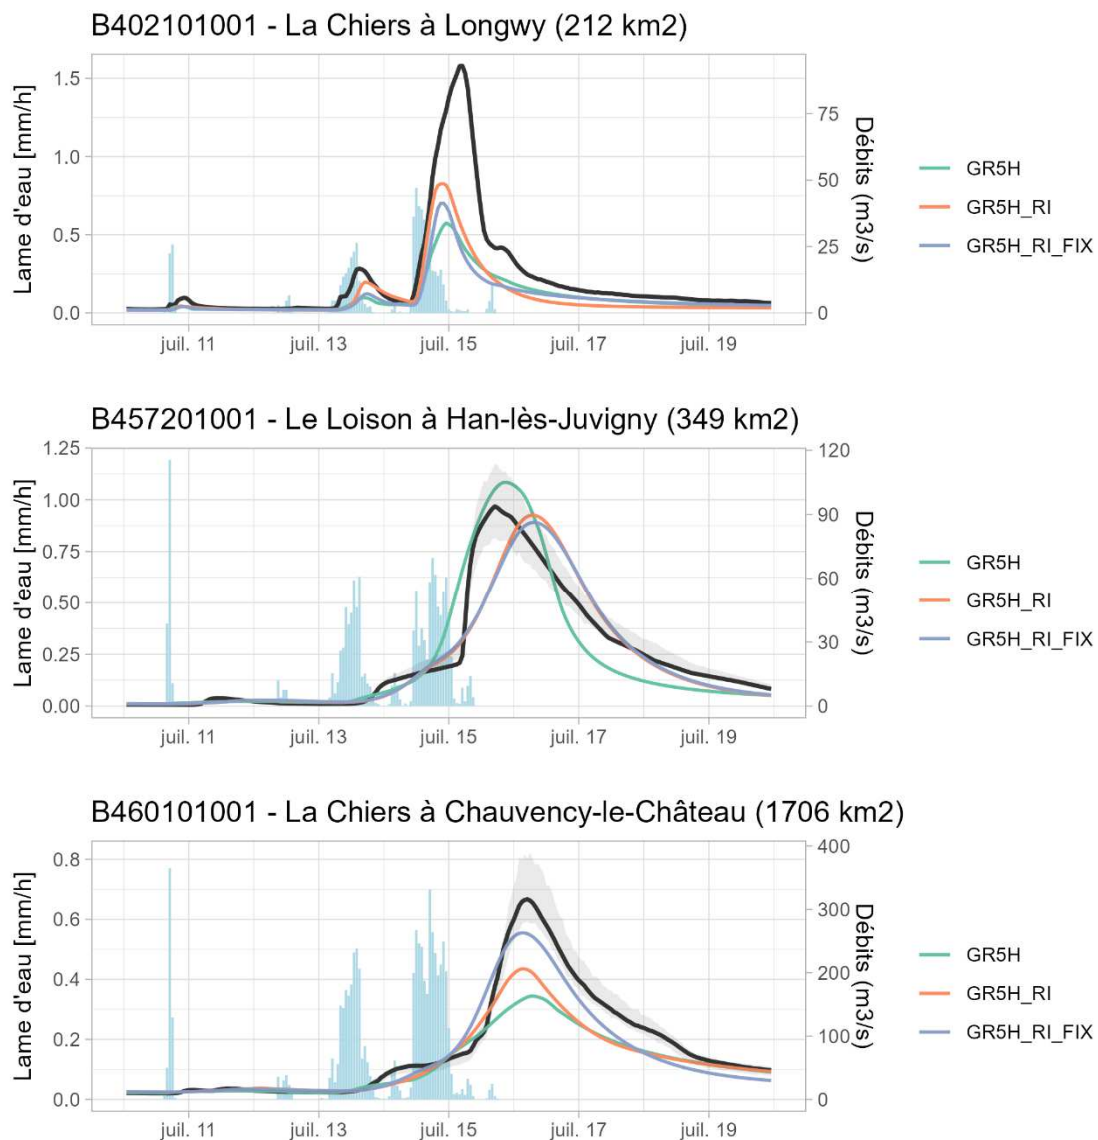 B402101001 - La Chiers à Longwy (212 km2)
Lame d'eau [mm/h]
1.5
1.0
0.5
0.0
75
50
25
0
Débits (m3/s)
juil. 11 juil. 13 juil. 15 juil. 17 juil. 19
GR5H
GR5H_RI
GR5H_RI_FIX
B457201001 - Le Loison à Han-lès-Juvigny (349 km2)
Lame d'eau [mm/h]
1.25
1.00
0.75
0.50
0.25
0.00
120
90
60
30
0
Débits (m3/s)
juil. 11 juil. 13 juil. 15 juil. 17 juil. 19
GR5H
GR5H_RI
GR5H_RI_FIX
B460101001 - La Chiers à Chauvency-le-Château (1706 km2)
Lame d'eau [mm/h]
0.8
0.6
0.4
0.2
0.0
400
300
200
100
0
Débits (m3/s)
juil. 11 juil. 13 juil. 15 juil. 17 juil. 19
GR5H
GR5H_RI
GR5H_RI_FIX